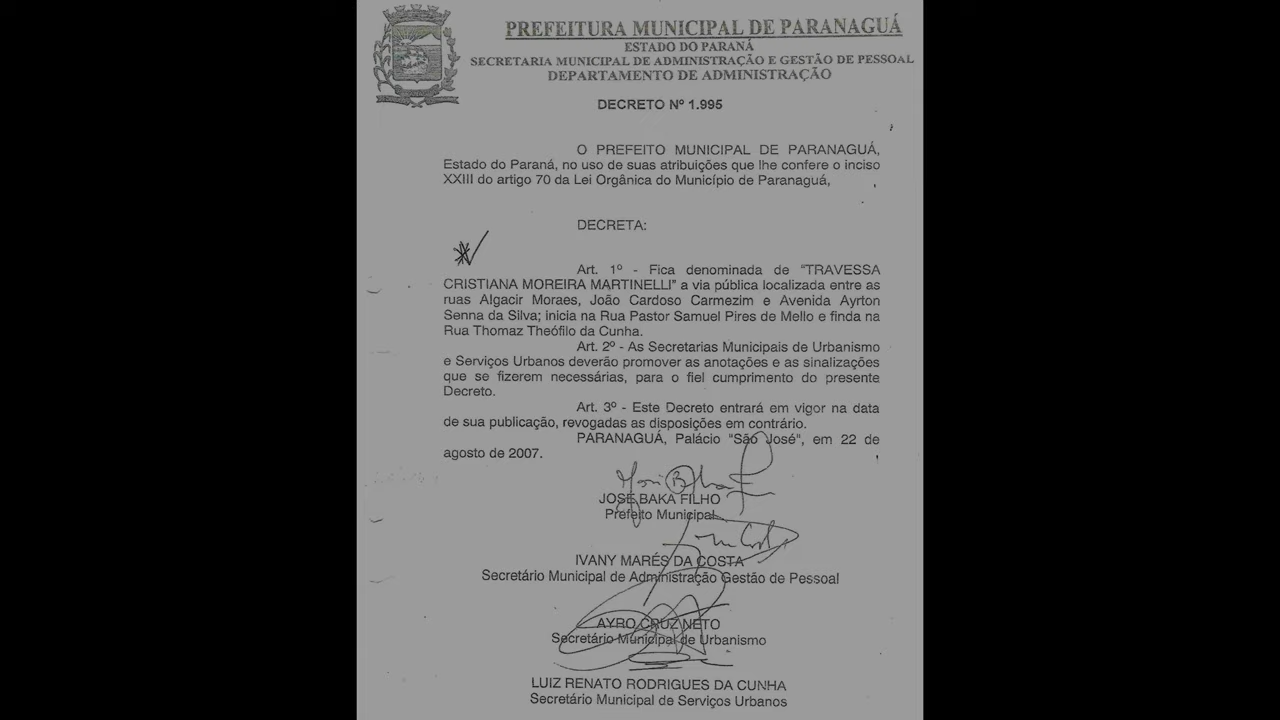 PREFEITURA MUNICIPAL DE PARANAGUÁ
ESTADO DO PARANÁ
SECRETARIA MUNICIPAL DE ADMINISTRAÇÃO E GESTÃO DE PESSOAL
DEPARTAMENTO DE ADMINISTRAÇÃO
DECRETO Nº 1.995
O PREFEITO MUNICIPAL DE PARANAGUÁ,
Estado do Paraná, no uso de suas atribuições que lhe confere o inciso
XXIII do artigo 70 da Lei Orgânica do Município de Paranaguá,
DECRETA:
Art. 1º - Fica denominada de "TRAVESSA
CRISTIANA MOREIRA MARTINELLI" a via pública localizada entre as
ruas Algacir Moraes, João Cardoso Carmezim e Avenida Ayrton
Senna da Silva; inicia na Rua Pastor Samuel Pires de Mello e finda na
Rua Thomaz Theófilo da Cunha.
Art. 2º - As Secretarias Municipais de Urbanismo
e Serviços Urbanos deverão promover as anotações e as sinalizações
que se fizerem necessárias, para o fiel cumprimento do presente
Decreto.
Art. 3º - Este Decreto entrará em vigor na data
de sua publicação, revogadas as disposições em contrário.
PARANAGUÁ, Palácio "São José", em 22 de
agosto de 2007.
JOSÉ BAKA FILHO
Prefeito Municipal
IVANY MARÉS DA COSTA
Secretário Municipal de Administração Gestão de Pessoal
AYRO CRUZ NETO
Secretário Municipal de Urbanismo
LUIZ RENATO RODRIGUES DA CUNHA
Secretário Municipal de Serviços Urbanos